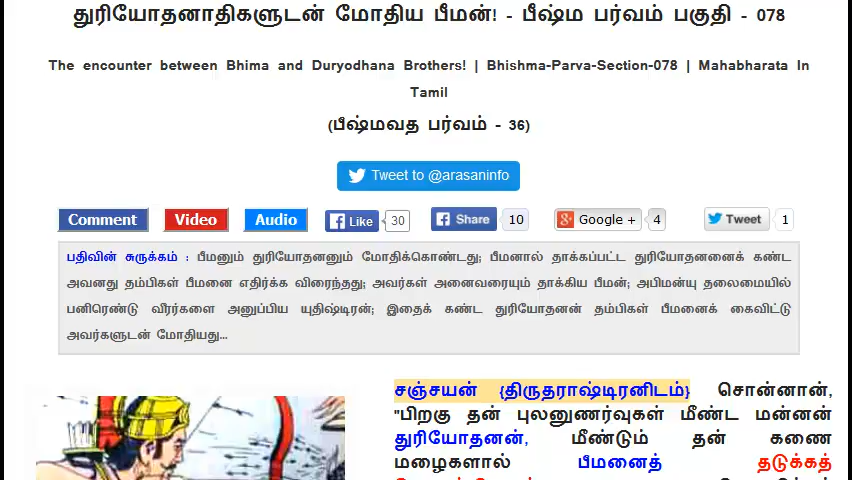 துரியோதனாதிகளுடன் மோதிய பீமன்! - பீஷ்ம பர்வம் பகுதி - 078
The encounter between Bhima and Duryodhana Brothers! | Bhishma-Parva-Section-078 | Mahabharata In
Tamil
(பீஷ்மவத பர்வம் - 36)
Tweet to @arasaninfo
Comment Video Audio Like 30 Share 10 Google + 4 Tweet 1
பதிவின் சுருக்கம் : பீமனும் துரியோதனனும் மோதிக்கொண்டது; பீமனால் தாக்கப்பட்ட துரியோதனனைக் கண்ட
அவனது தம்பிகள் பீமனை எதிர்க்க விரைந்தது; அவர்கள் அனைவரையும் தாக்கிய பீமன்; அபிமன்யு தலைமையில்
பனிரெண்டு வீரர்களை அனுப்பிய யுதிஷ்டிரன்; இதைக் கண்ட துரியோதனன் தம்பிகள் பீமனைக் கைவிட்டு
அவர்களுடன் மோதியது...
சஞ்சயன் {திருதராஷ்டிரனிடம்} சொன்னான்,
"பிறகு தன் புலனுணர்வுகள் மீண்ட மன்னன்
துரியோதனன், மீண்டும் தன் கணை
மழைகளால் பீமனைத் தடுக்கத்